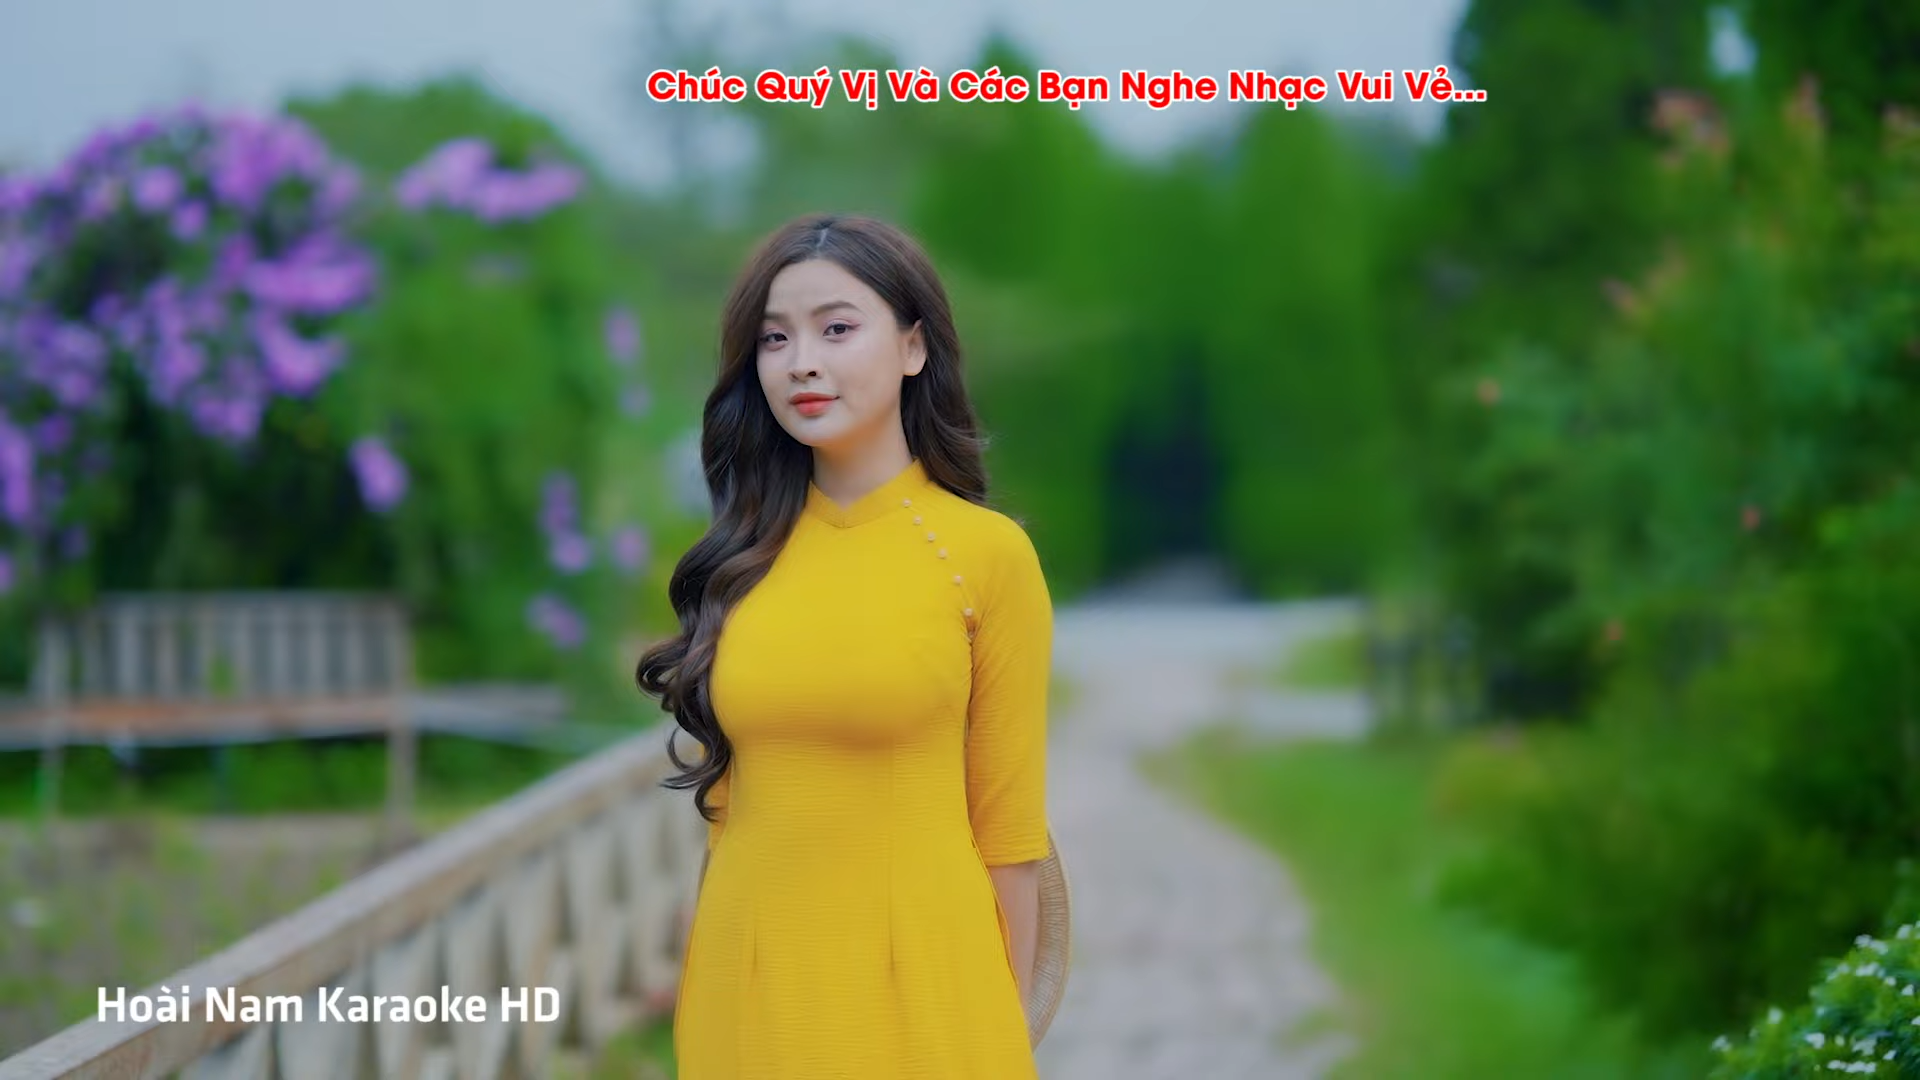 Chúc Quý Vị Và Các Bạn Nghe Nhạc Vui Vẻ...
Hoài Nam Karaoke HD